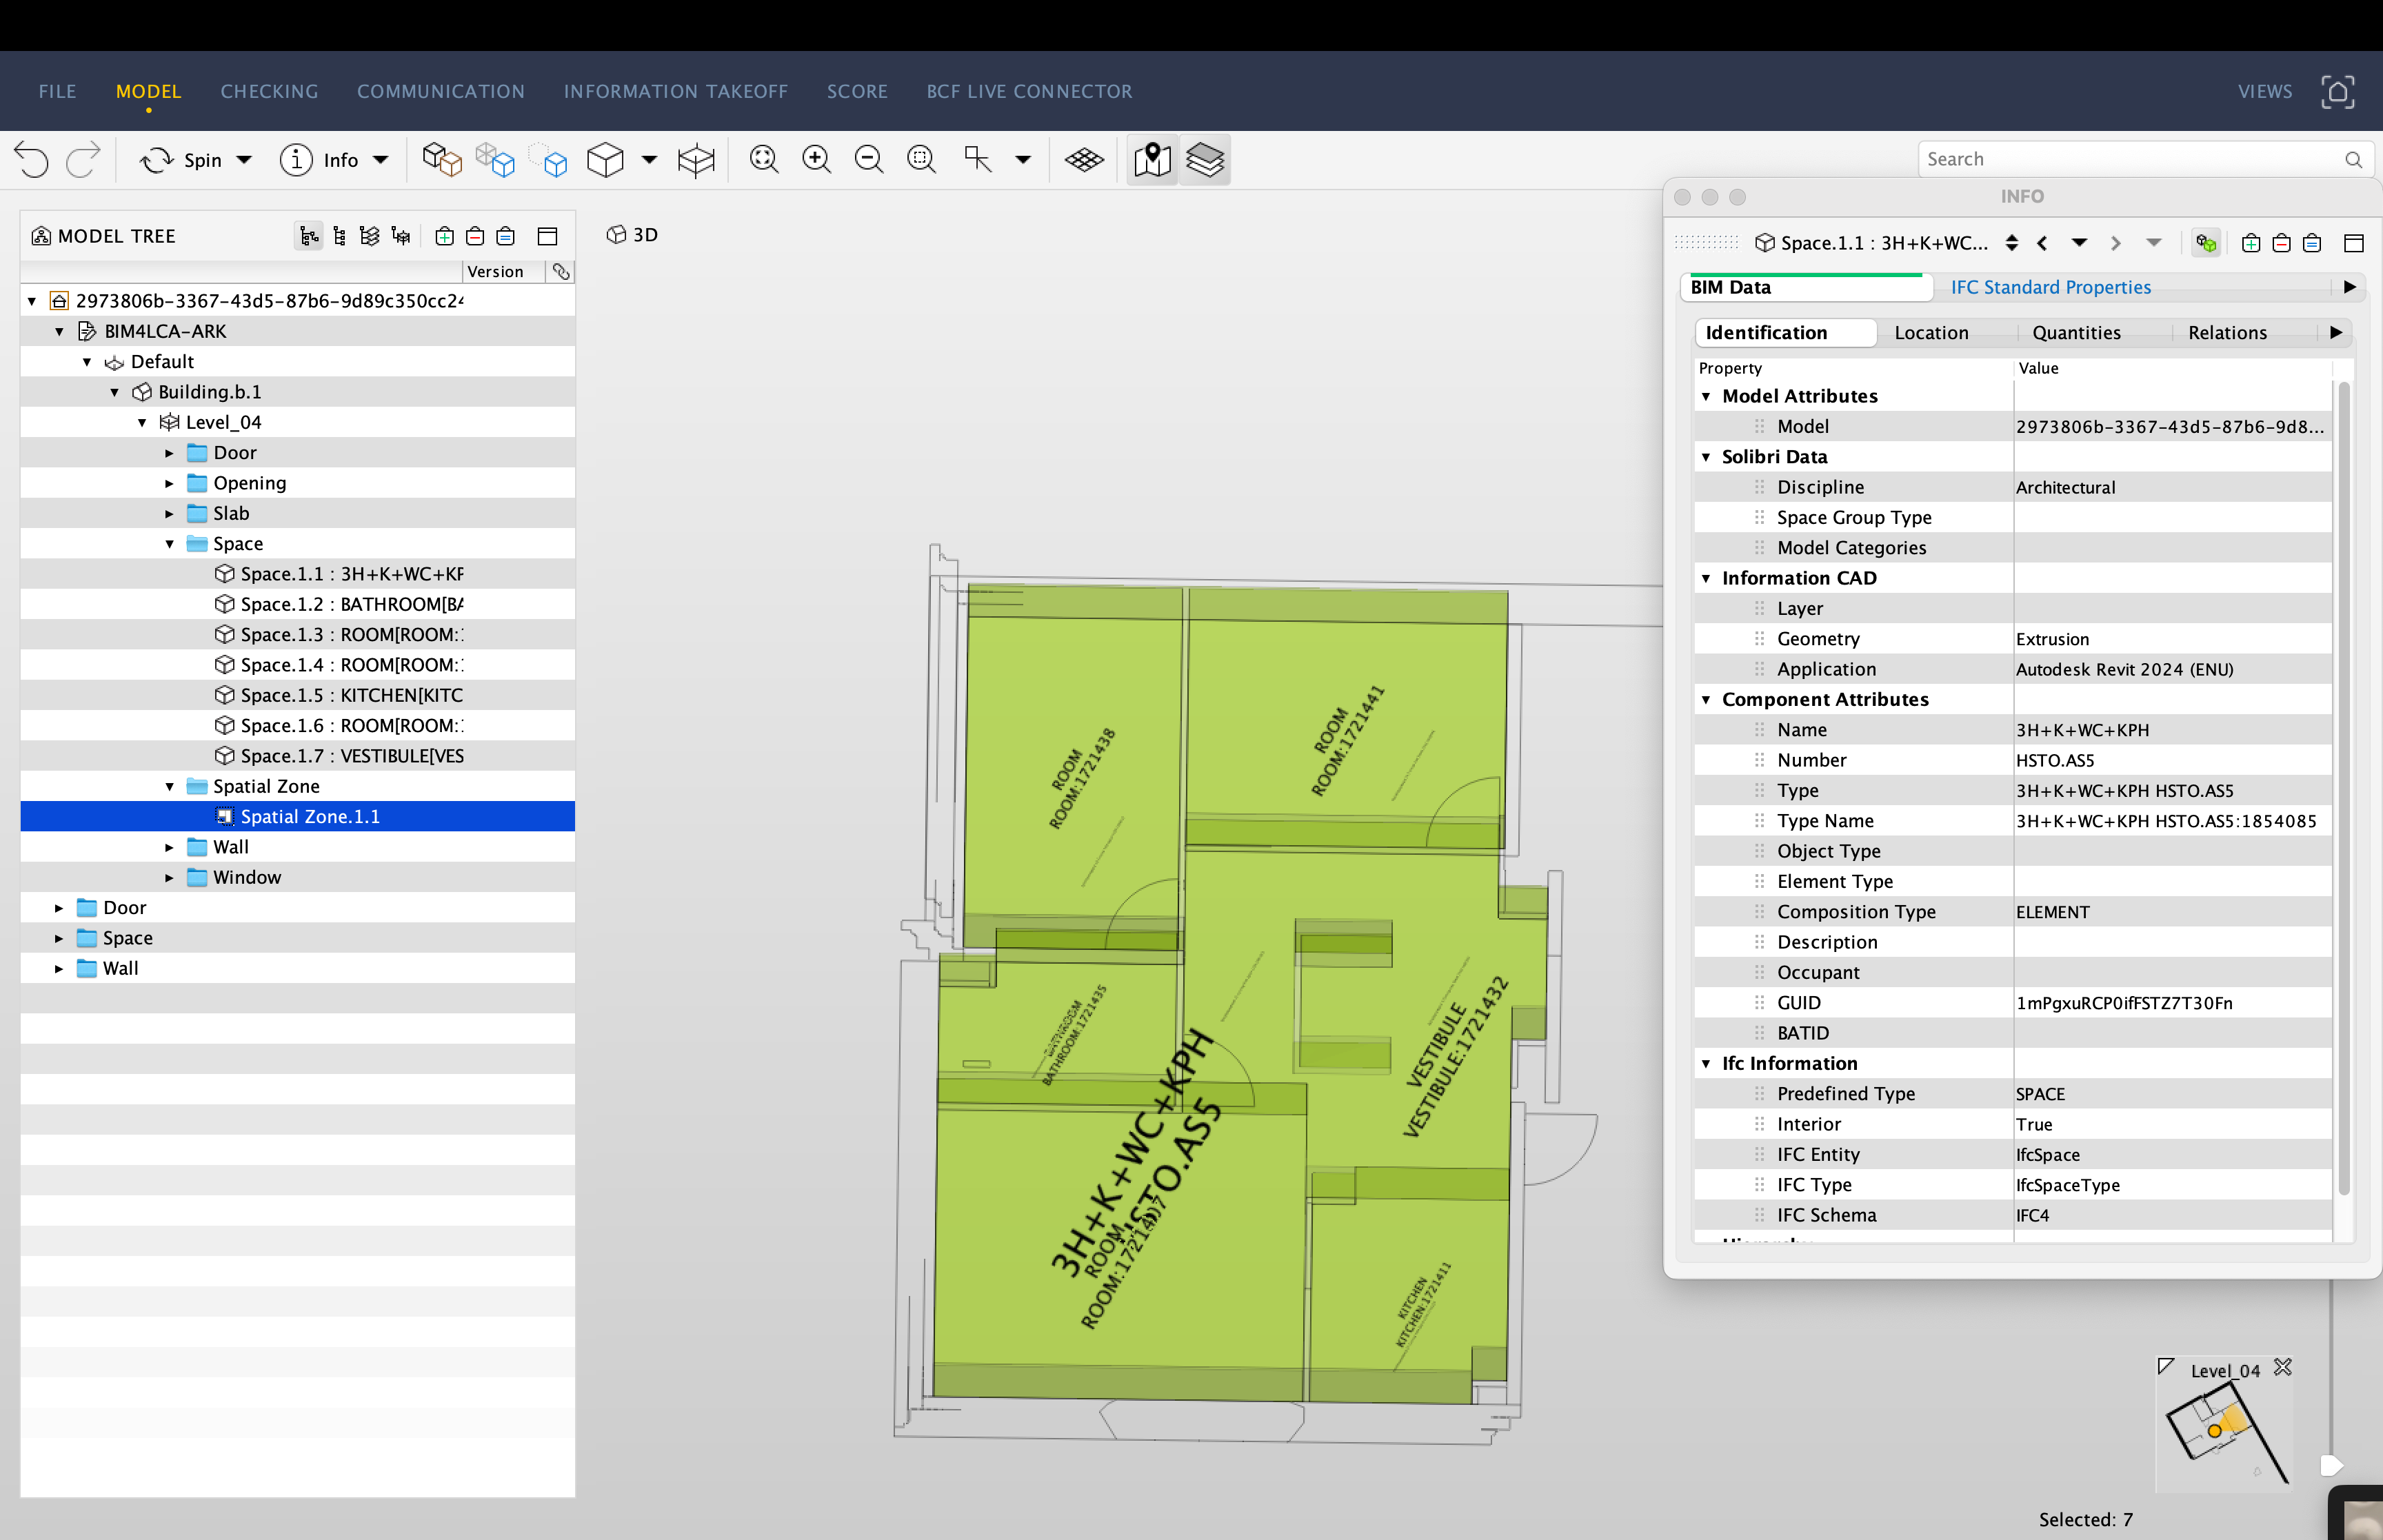 FILE MODEL CHECKING COMMUNICATION INFORMATION TAKEOFF SCORE BCF LIVE CONNECTOR VIEWS
Spin Info Search
MODEL TREE
Version
2973806b-3367-43d5-87b6-9d89c350cc24
BIM4LCA-ARK
Default
Building.b.1
Level_04
Door
Opening
Slab
Space
Space.1.1 : 3H+K+WC+KP
Space.1.2 : BATHROOM[BA
Space.1.3 : ROOM[ROOM:
Space.1.4 : ROOM[ROOM:
Space.1.5 : KITCHEN[KITC
Space.1.6 : ROOM[ROOM:
Space.1.7 : VESTIBULE[VES
Spatial Zone
Spatial Zone.1.1
Wall
Window
Door
Space
Wall
3D
ROOM
ROOM:1721438
ROOM
ROOM:1721441
BATHROOM
BATHROOM:1721435
VESTIBULE
VESTIBULE:1721432
3H+K+WC+KPH
HSTO.AS5
ROOM
KITCHEN
KITCHEN:1721411
INFO
Space.1.1 : 3H+K+WC...
BIM Data IFC Standard Properties
Identification Location Quantities Relations
Property Value
Model Attributes
Model 2973806b-3367-43d5-87b6-9d8...
Solibri Data
Discipline Architectural
Space Group Type
Model Categories
Information CAD
Layer
Geometry Extrusion
Application Autodesk Revit 2024 (ENU)
Component Attributes
Name 3H+K+WC+KPH
Number HSTO.AS5
Type 3H+K+WC+KPH HSTO.AS5
Type Name 3H+K+WC+KPH HSTO.AS5:1854085
Object Type
Element Type
Composition Type ELEMENT
Description
Occupant
GUID 1mPgxuRCP0ifFSTZ7T30Fn
BATID
Ifc Information
Predefined Type SPACE
Interior True
IFC Entity IfcSpace
IFC Type IfcSpaceType
IFC Schema IFC4
Hierarchy
Level_04
Selected: 7